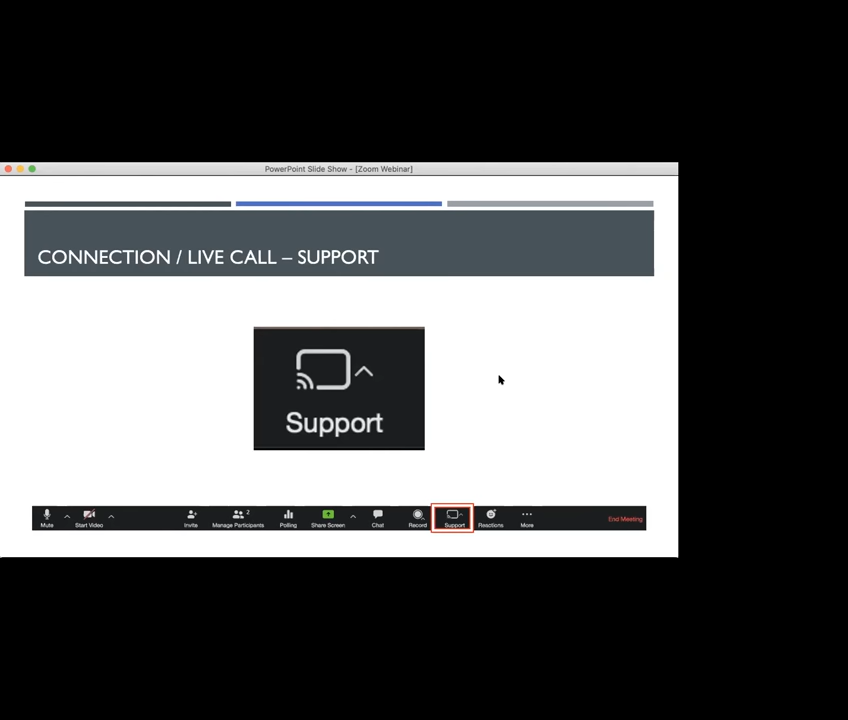 PowerPoint Slide Show - [Zoom Webinar]
CONNECTION / LIVE CALL – SUPPORT
Support
Mute Start Video Invite Manage Participants 2 Polling Share Screen Chat Record Support Reactions More End Meeting